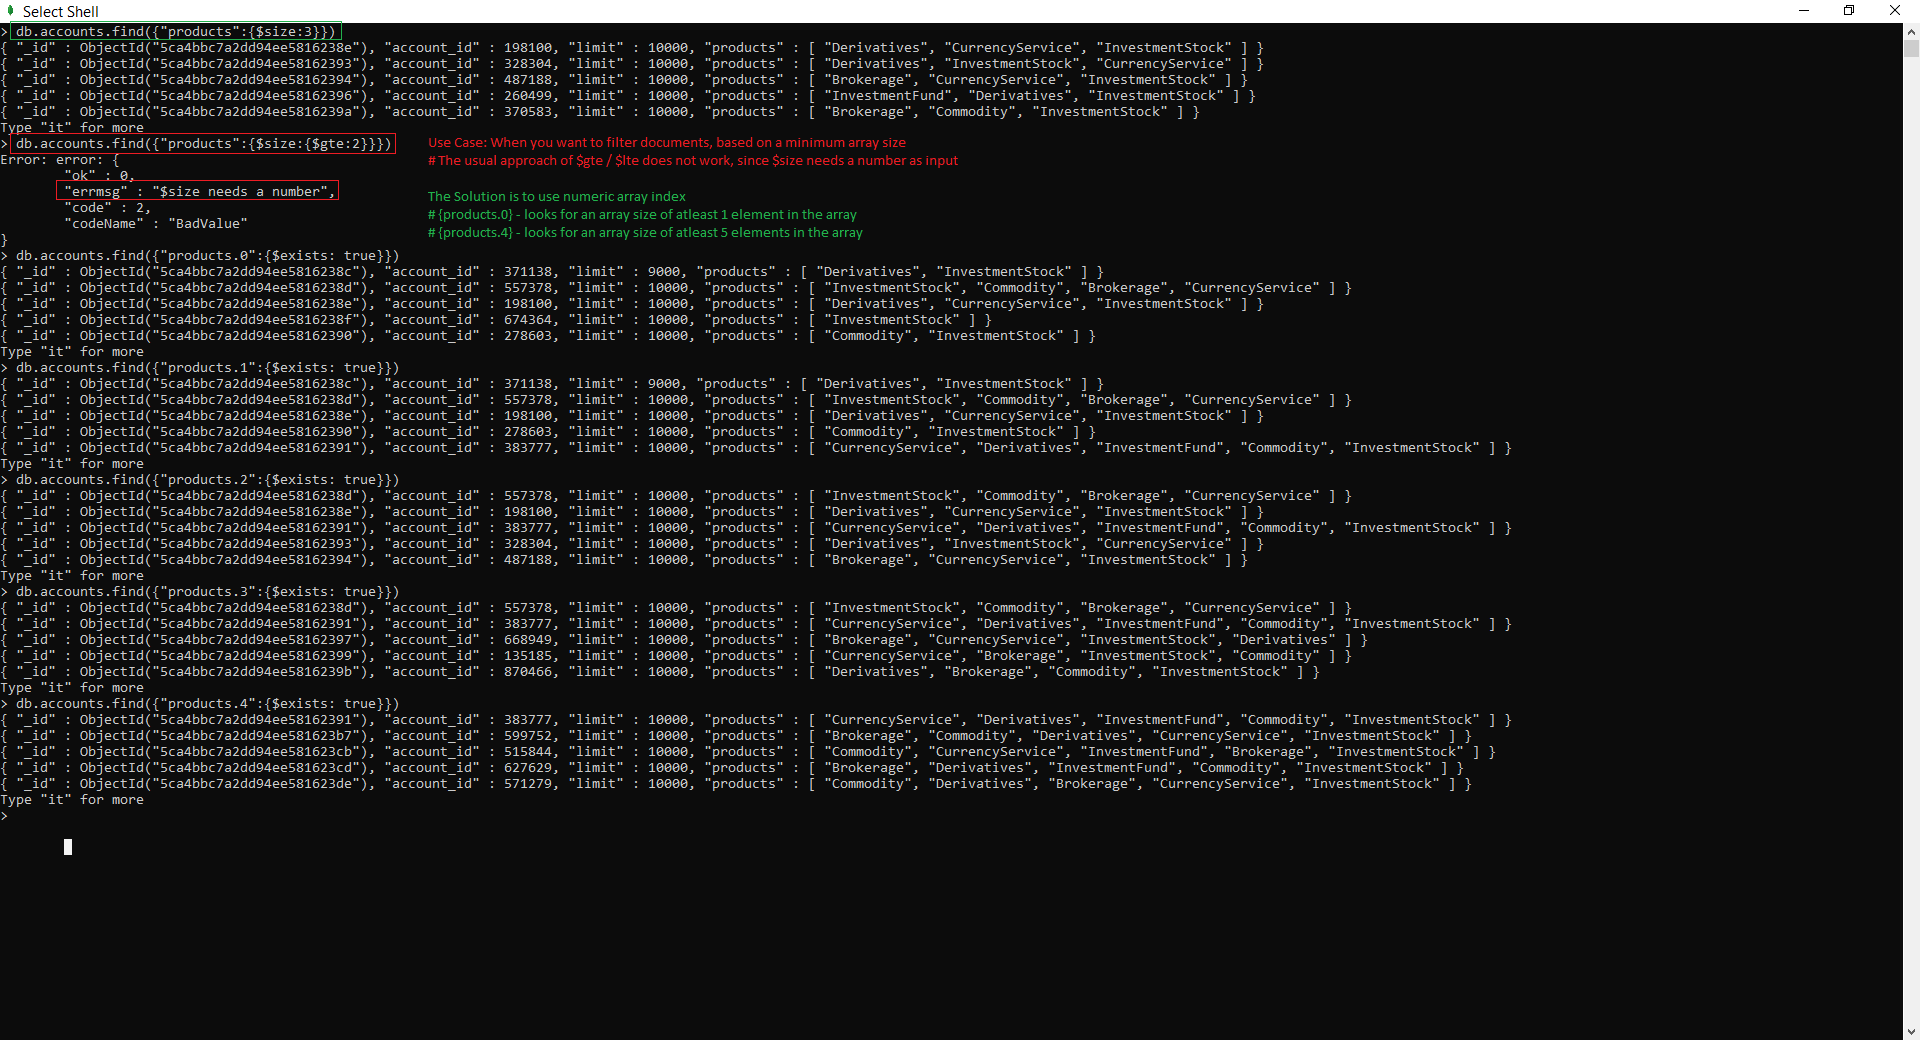 Select Shell
> db.accounts.find({"products":{$size:3}})
{ "_id" : ObjectId("5ca4bbc7a2dd94ee5816238e"), "account_id" : 198100, "limit" : 10000, "products" : [ "Derivatives", "CurrencyService", "InvestmentStock" ] }
{ "_id" : ObjectId("5ca4bbc7a2dd94ee58162393"), "account_id" : 328304, "limit" : 10000, "products" : [ "Derivatives", "InvestmentStock", "CurrencyService" ] }
{ "_id" : ObjectId("5ca4bbc7a2dd94ee58162394"), "account_id" : 487188, "limit" : 10000, "products" : [ "Brokerage", "CurrencyService", "InvestmentStock" ] }
{ "_id" : ObjectId("5ca4bbc7a2dd94ee58162396"), "account_id" : 260499, "limit" : 10000, "products" : [ "InvestmentFund", "Derivatives", "InvestmentStock" ] }
{ "_id" : ObjectId("5ca4bbc7a2dd94ee5816239a"), "account_id" : 370583, "limit" : 10000, "products" : [ "Brokerage", "Commodity", "InvestmentStock" ] }
Type "it" for more
> db.accounts.find({"products":{$size:{$gte:2}}})
Error: error: {
"ok" : 0,
"errmsg" : "$size needs a number",
"code" : 2,
"codeName" : "BadValue"
}
Use Case: When you want to filter documents, based on a minimum array size
# The usual approach of $gte / $lte does not work, since $size needs a number as input
The Solution is to use numeric array index
# {products.0} - looks for an array size of atleast 1 element in the array
# {products.4} - looks for an array size of atleast 5 elements in the array
> db.accounts.find({"products.0":{$exists: true}})
{ "_id" : ObjectId("5ca4bbc7a2dd94ee5816238c"), "account_id" : 371138, "limit" : 9000, "products" : [ "Derivatives", "InvestmentStock" ] }
{ "_id" : ObjectId("5ca4bbc7a2dd94ee5816238d"), "account_id" : 557378, "limit" : 10000, "products" : [ "InvestmentStock", "Commodity", "Brokerage", "CurrencyService" ] }
{ "_id" : ObjectId("5ca4bbc7a2dd94ee5816238e"), "account_id" : 198100, "limit" : 10000, "products" : [ "Derivatives", "CurrencyService", "InvestmentStock" ] }
{ "_id" : ObjectId("5ca4bbc7a2dd94ee5816238f"), "account_id" : 674364, "limit" : 10000, "products" : [ "InvestmentStock" ] }
{ "_id" : ObjectId("5ca4bbc7a2dd94ee58162390"), "account_id" : 278603, "limit" : 10000, "products" : [ "Commodity", "InvestmentStock" ] }
Type "it" for more
> db.accounts.find({"products.1":{$exists: true}})
{ "_id" : ObjectId("5ca4bbc7a2dd94ee5816238c"), "account_id" : 371138, "limit" : 9000, "products" : [ "Derivatives", "InvestmentStock" ] }
{ "_id" : ObjectId("5ca4bbc7a2dd94ee5816238d"), "account_id" : 557378, "limit" : 10000, "products" : [ "InvestmentStock", "Commodity", "Brokerage", "CurrencyService" ] }
{ "_id" : ObjectId("5ca4bbc7a2dd94ee5816238e"), "account_id" : 198100, "limit" : 10000, "products" : [ "Derivatives", "CurrencyService", "InvestmentStock" ] }
{ "_id" : ObjectId("5ca4bbc7a2dd94ee58162390"), "account_id" : 278603, "limit" : 10000, "products" : [ "Commodity", "InvestmentStock" ] }
{ "_id" : ObjectId("5ca4bbc7a2dd94ee58162391"), "account_id" : 383777, "limit" : 10000, "products" : [ "CurrencyService", "Derivatives", "InvestmentFund", "Commodity", "InvestmentStock" ] }
Type "it" for more
> db.accounts.find({"products.2":{$exists: true}})
{ "_id" : ObjectId("5ca4bbc7a2dd94ee5816238d"), "account_id" : 557378, "limit" : 10000, "products" : [ "InvestmentStock", "Commodity", "Brokerage", "CurrencyService" ] }
{ "_id" : ObjectId("5ca4bbc7a2dd94ee5816238e"), "account_id" : 198100, "limit" : 10000, "products" : [ "Derivatives", "CurrencyService", "InvestmentStock" ] }
{ "_id" : ObjectId("5ca4bbc7a2dd94ee58162391"), "account_id" : 383777, "limit" : 10000, "products" : [ "CurrencyService", "Derivatives", "InvestmentFund", "Commodity", "InvestmentStock" ] }
{ "_id" : ObjectId("5ca4bbc7a2dd94ee58162393"), "account_id" : 328304, "limit" : 10000, "products" : [ "Derivatives", "InvestmentStock", "CurrencyService" ] }
{ "_id" : ObjectId("5ca4bbc7a2dd94ee58162394"), "account_id" : 487188, "limit" : 10000, "products" : [ "Brokerage", "CurrencyService", "InvestmentStock" ] }
Type "it" for more
> db.accounts.find({"products.3":{$exists: true}})
{ "_id" : ObjectId("5ca4bbc7a2dd94ee5816238d"), "account_id" : 557378, "limit" : 10000, "products" : [ "InvestmentStock", "Commodity", "Brokerage", "CurrencyService" ] }
{ "_id" : ObjectId("5ca4bbc7a2dd94ee58162391"), "account_id" : 383777, "limit" : 10000, "products" : [ "CurrencyService", "Derivatives", "InvestmentFund", "Commodity", "InvestmentStock" ] }
{ "_id" : ObjectId("5ca4bbc7a2dd94ee58162397"), "account_id" : 668949, "limit" : 10000, "products" : [ "Brokerage", "CurrencyService", "InvestmentStock", "Derivatives" ] }
{ "_id" : ObjectId("5ca4bbc7a2dd94ee58162399"), "account_id" : 135185, "limit" : 10000, "products" : [ "CurrencyService", "Brokerage", "InvestmentStock", "Commodity" ] }
{ "_id" : ObjectId("5ca4bbc7a2dd94ee5816239b"), "account_id" : 870466, "limit" : 10000, "products" : [ "Derivatives", "Brokerage", "Commodity", "InvestmentStock" ] }
Type "it" for more
> db.accounts.find({"products.4":{$exists: true}})
{ "_id" : ObjectId("5ca4bbc7a2dd94ee58162391"), "account_id" : 383777, "limit" : 10000, "products" : [ "CurrencyService", "Derivatives", "InvestmentFund", "Commodity", "InvestmentStock" ] }
{ "_id" : ObjectId("5ca4bbc7a2dd94ee581623b7"), "account_id" : 599752, "limit" : 10000, "products" : [ "Brokerage", "Commodity", "Derivatives", "CurrencyService", "InvestmentStock" ] }
{ "_id" : ObjectId("5ca4bbc7a2dd94ee581623cb"), "account_id" : 515844, "limit" : 10000, "products" : [ "Commodity", "CurrencyService", "InvestmentFund", "Brokerage", "InvestmentStock" ] }
{ "_id" : ObjectId("5ca4bbc7a2dd94ee581623cd"), "account_id" : 627629, "limit" : 10000, "products" : [ "Brokerage", "Derivatives", "InvestmentFund", "Commodity", "InvestmentStock" ] }
{ "_id" : ObjectId("5ca4bbc7a2dd94ee581623de"), "account_id" : 571279, "limit" : 10000, "products" : [ "Commodity", "Derivatives", "Brokerage", "CurrencyService", "InvestmentStock" ] }
Type "it" for more
>